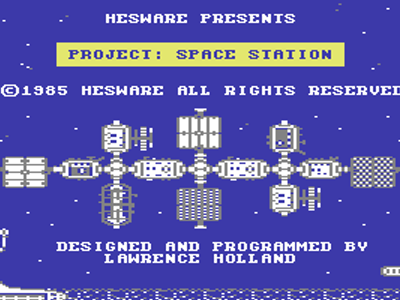 HESWARE PRESENTS
PROJECT: SPACE STATION
©1985 HESWARE ALL RIGHTS RESERVED
DESIGNED AND PROGRAMMED BY
LAWRENCE HOLLAND